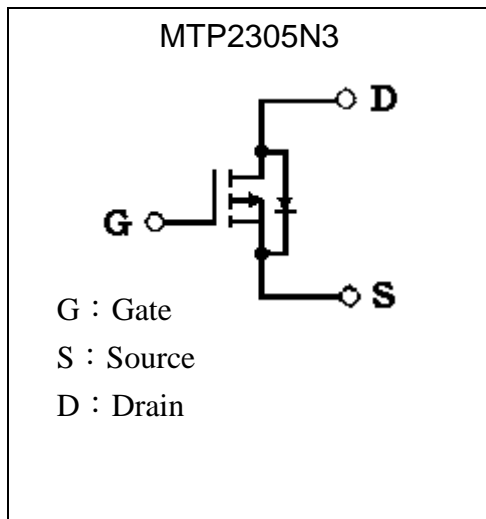 MTP2305N3
D
G
S
G：Gate
S：Source
D：Drain